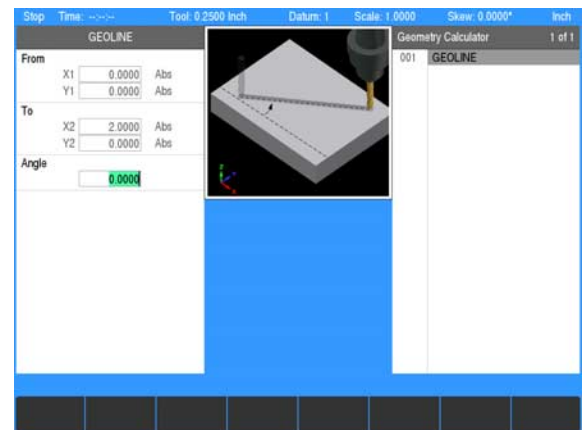 Stop Time: --:--:-- Tool: 0.2500 Inch Datum: 1 Scale: 1.0000 Skew: 0.0000° Inch
GEOLINE
From
X1 0.0000 Abs
Y1 0.0000 Abs
To
X2 2.0000 Abs
Y2 0.0000 Abs
Angle
0.0000
Geometry Calculator 1 of 1
001 GEOLINE